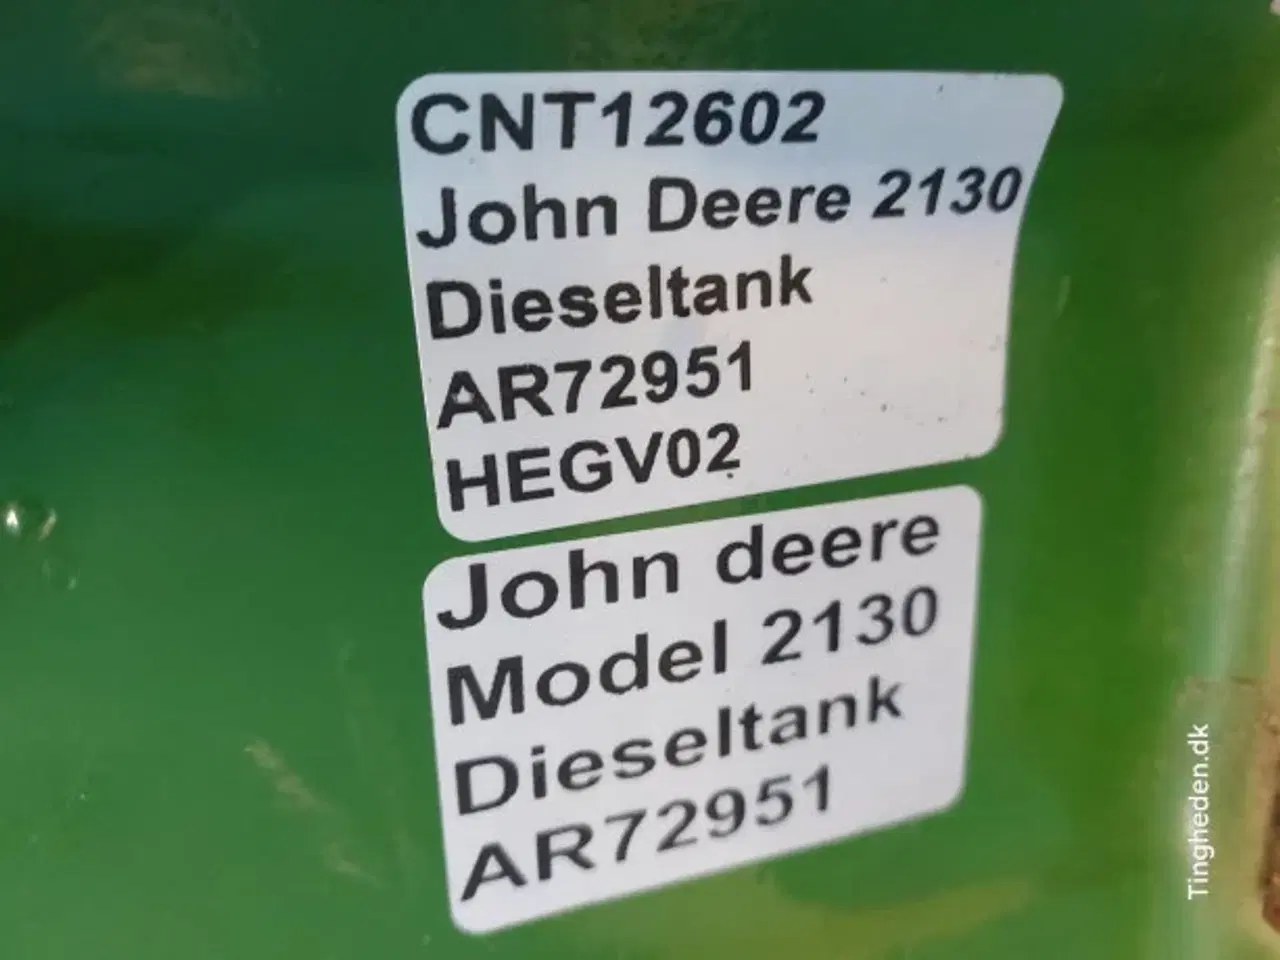 CNT12602
John Deere 2130
Dieseltank
AR72951
HEGV02
John deere
Model 2130
Dieseltank
AR72951
Tingheden.dk